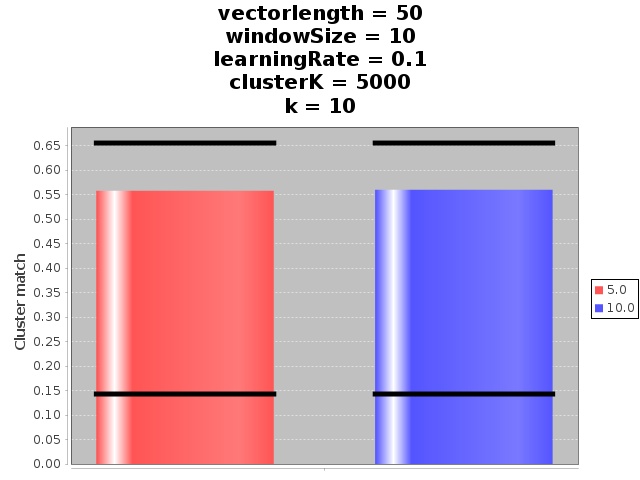 vectorlength = 50
windowSize = 10
learningRate = 0.1
clusterK = 5000
k = 10
0.65
0.60
0.55
0.50
0.45
0.40
0.35
0.30
0.25
0.20
0.15
0.10
0.05
0.00
Cluster match
5.0
10.0